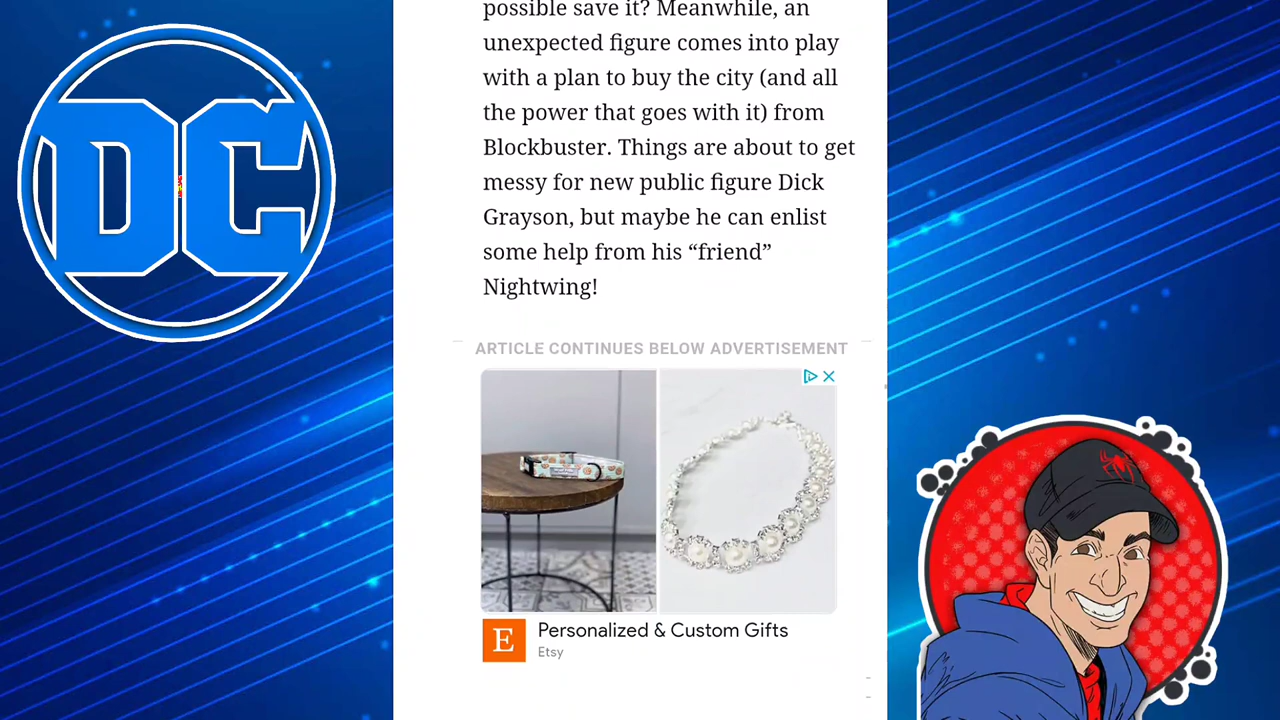 DC
possible save it? Meanwhile, an
unexpected figure comes into play
with a plan to buy the city (and all
the power that goes with it) from
Blockbuster. Things are about to get
messy for new public figure Dick
Grayson, but maybe he can enlist
some help from his “friend”
Nightwing!
ARTICLE CONTINUES BELOW ADVERTISEMENT
E
Personalized & Custom Gifts
Etsy